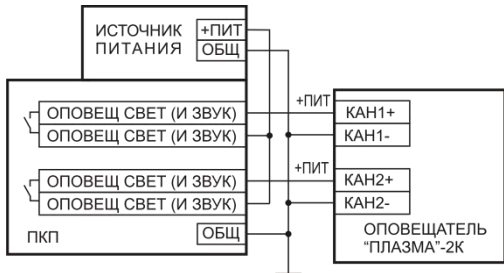 ИСТОЧНИК
ПИТАНИЯ
+ПИТ
ОБЩ
ОПОВЕЩ СВЕТ (И ЗВУК)
ОПОВЕЩ СВЕТ (И ЗВУК)
ОПОВЕЩ СВЕТ (И ЗВУК)
ОПОВЕЩ СВЕТ (И ЗВУК)
ОБЩ
ПКП
+ПИТ
+ПИТ
КАН1+
КАН1-
КАН2+
КАН2-
ОПОВЕЩАТЕЛЬ
“ПЛАЗМА”-2К